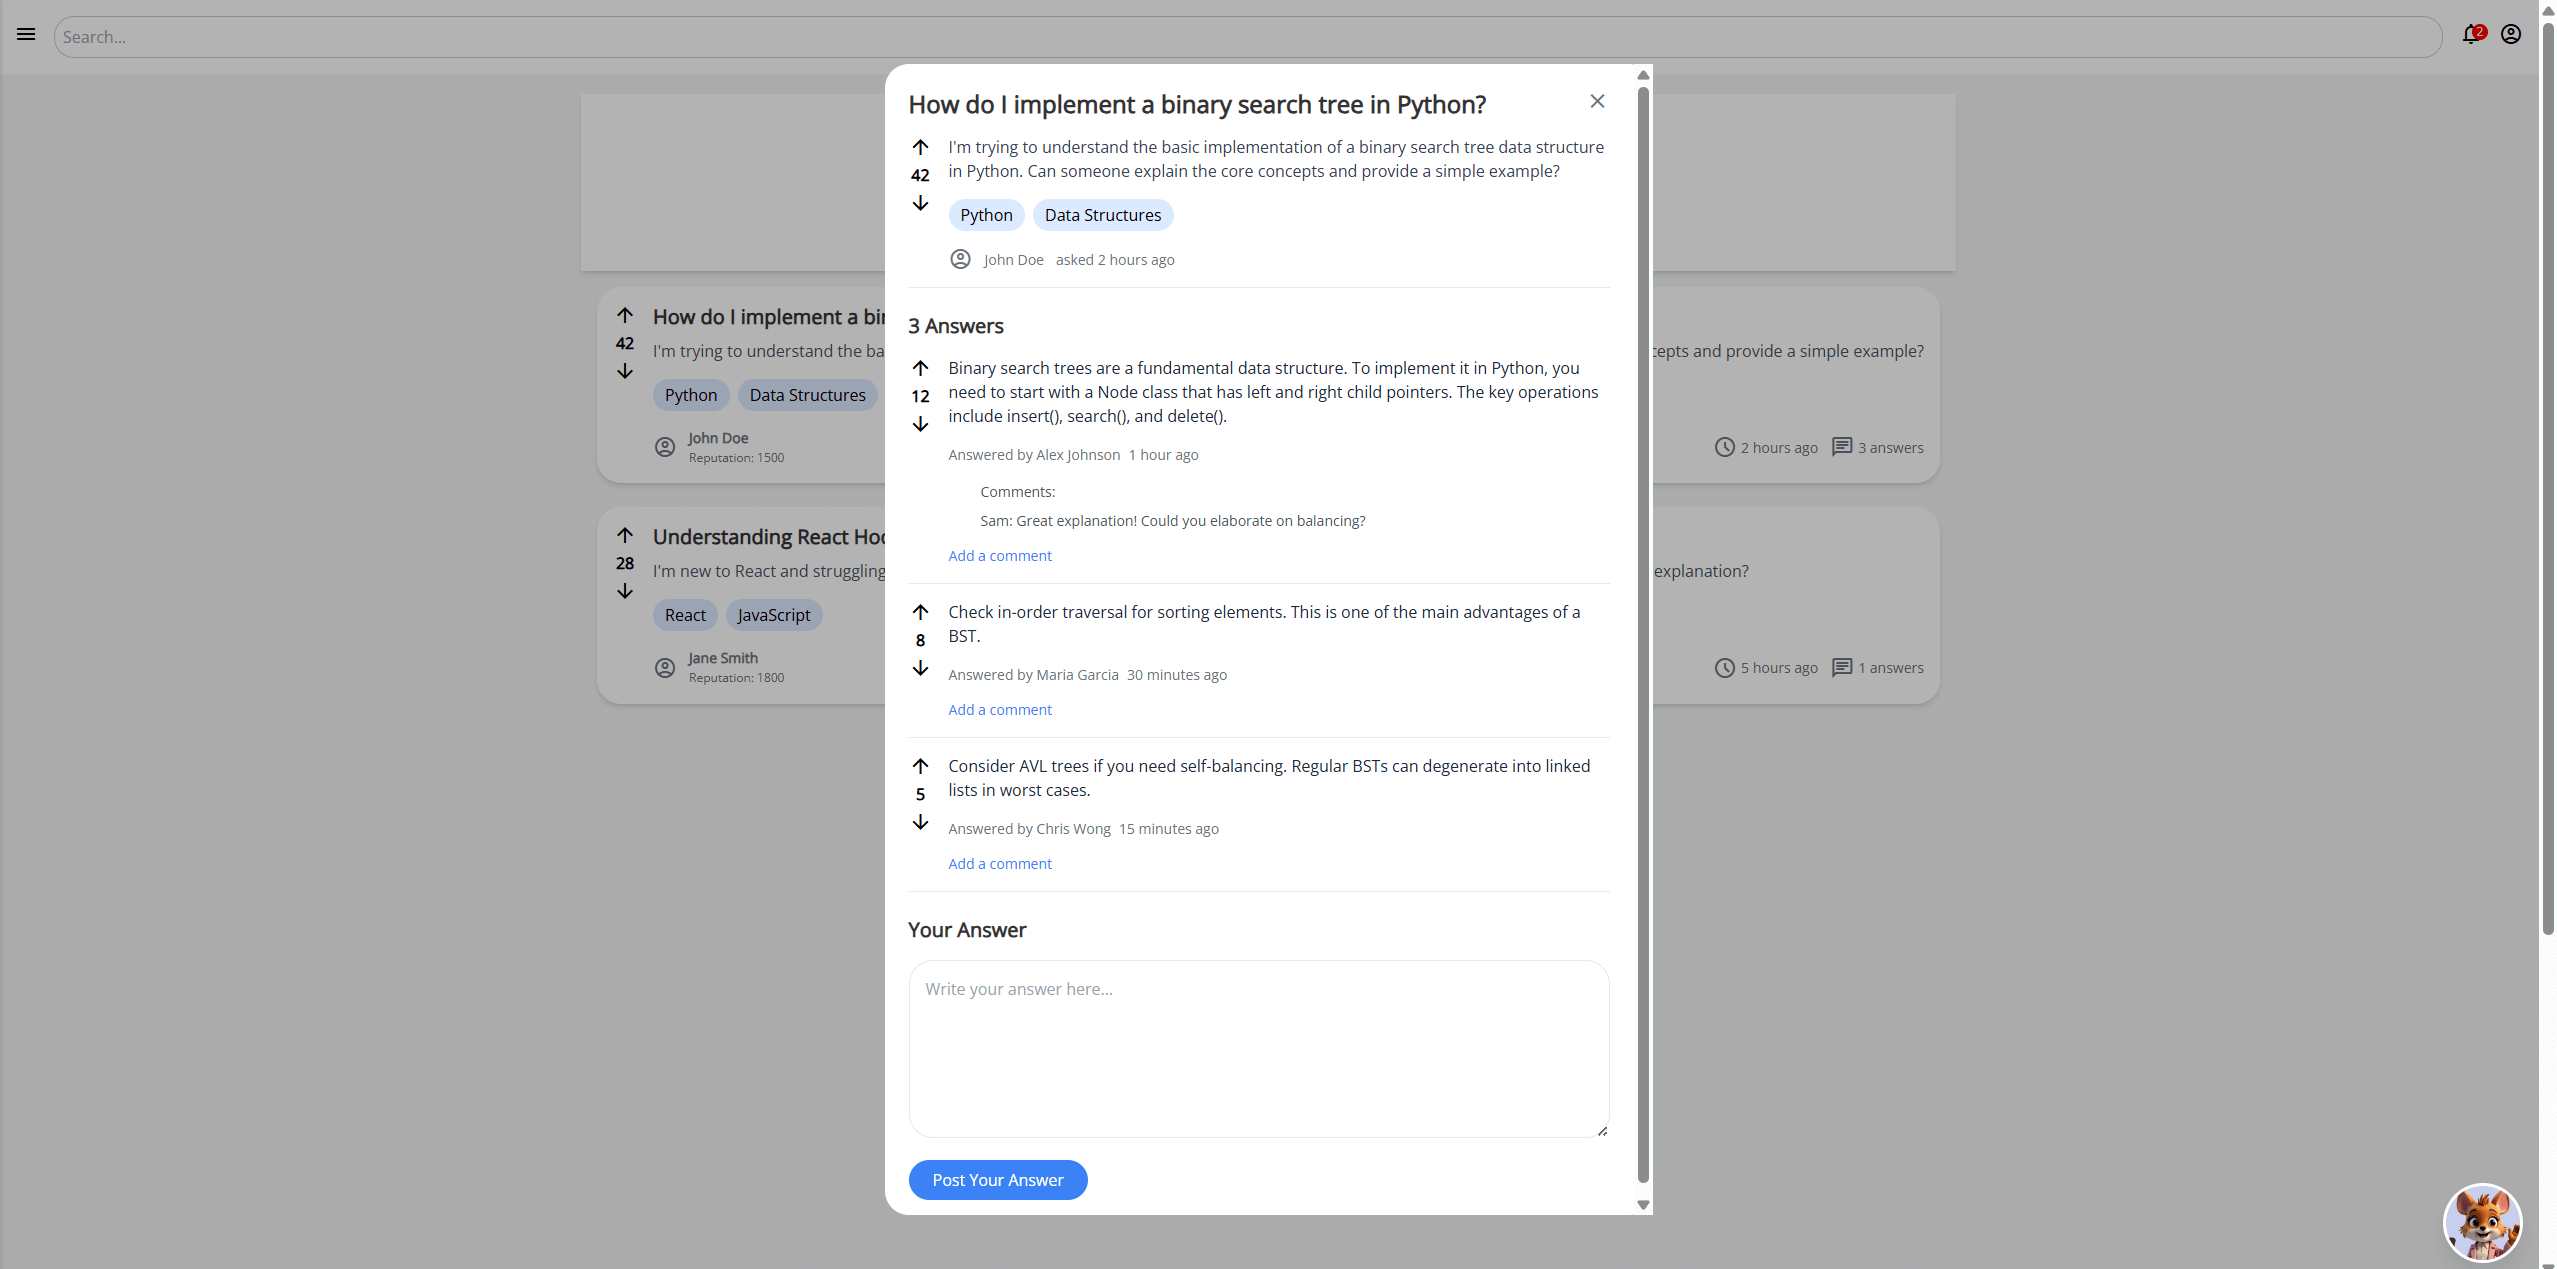 Search...
2
How do I implement a binary search tree in Python?
42
I'm trying to understand the basic implementation of a binary search tree data structure
in Python. Can someone explain the core concepts and provide a simple example?
Python
Data Structures
John Doe asked 2 hours ago
3 Answers
12
Binary search trees are a fundamental data structure. To implement it in Python, you
need to start with a Node class that has left and right child pointers. The key operations
include insert(), search(), and delete().
Answered by Alex Johnson 1 hour ago
Comments:
Sam: Great explanation! Could you elaborate on balancing?
Add a comment
8
Check in-order traversal for sorting elements. This is one of the main advantages of a
BST.
Answered by Maria Garcia 30 minutes ago
Add a comment
5
Consider AVL trees if you need self-balancing. Regular BSTs can degenerate into linked
lists in worst cases.
Answered by Chris Wong 15 minutes ago
Add a comment
Your Answer
Write your answer here...
Post Your Answer
How do I implement a
42
I'm trying to understand the
cepts and provide a simple example?
Python
Data Structures
John Doe
Reputation: 1500
2 hours ago
3 answers
Understanding React
28
I'm new to React and struggling
explanation?
React
JavaScript
Jane Smith
Reputation: 1800
5 hours ago
1 answers